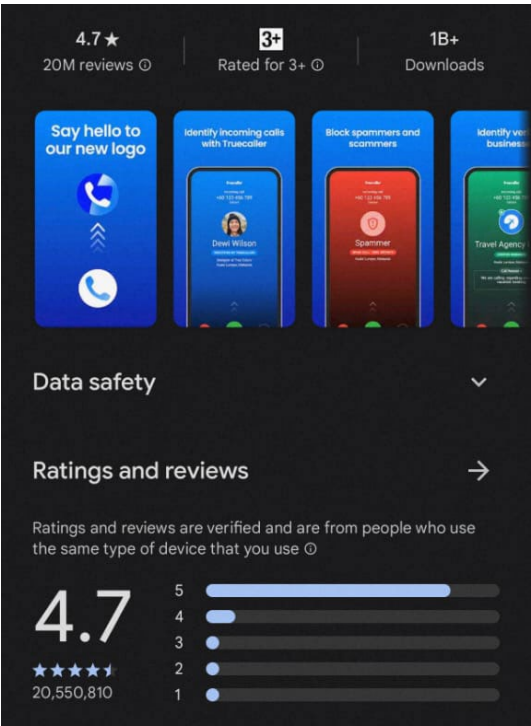 4.7★
20M reviews
3+
Rated for 3+
1B+
Downloads
Say hello to
our new logo
Identify incoming calls
with Truecaller
Truecaller
Dewi Wilson
Block spammers and
scammers
Truecaller
Spammer
Identify ve
business
Travel Agency
Data safety
Ratings and reviews
Ratings and reviews are verified and are from people who use
the same type of device that you use
4.7
5
4
3
2
1
20,550,810